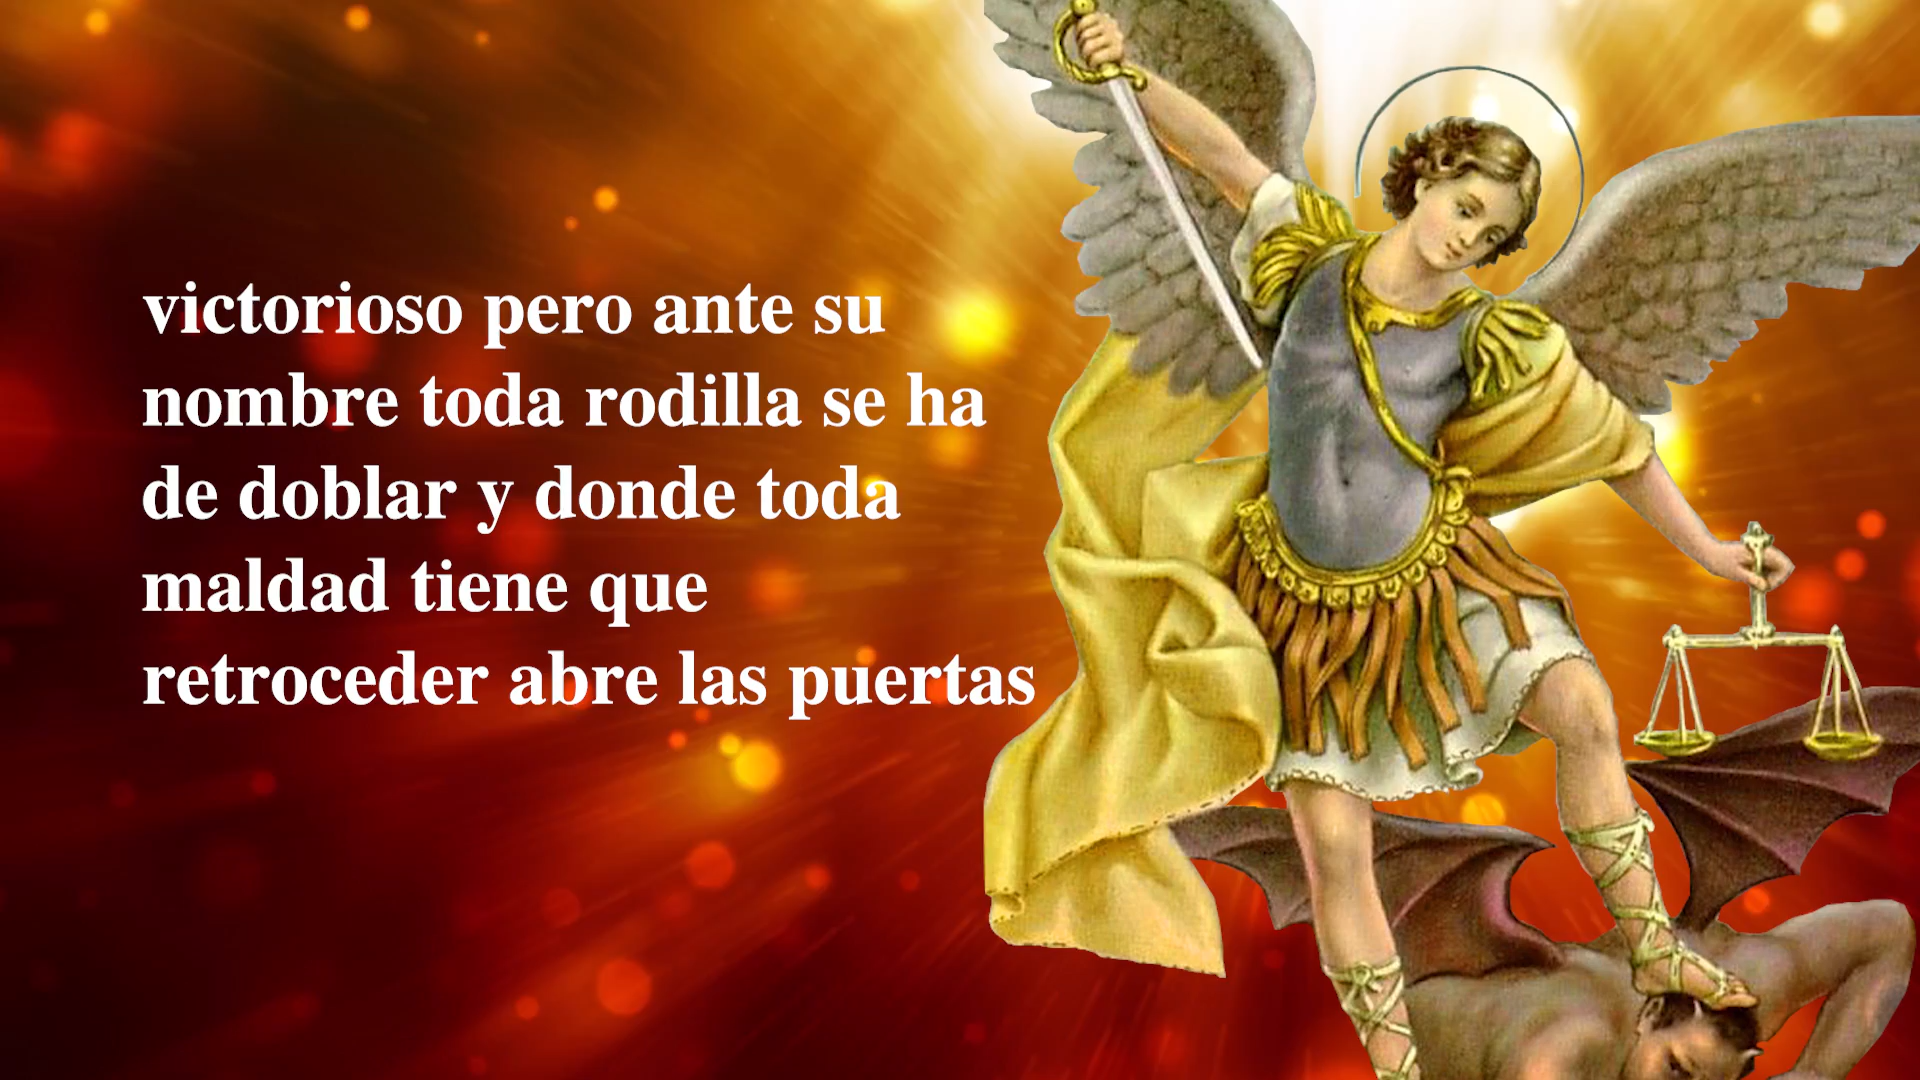 victorioso pero ante su
nombre toda rodilla se ha
de doblar y donde toda
maldad tiene que
retroceder abre las puertas